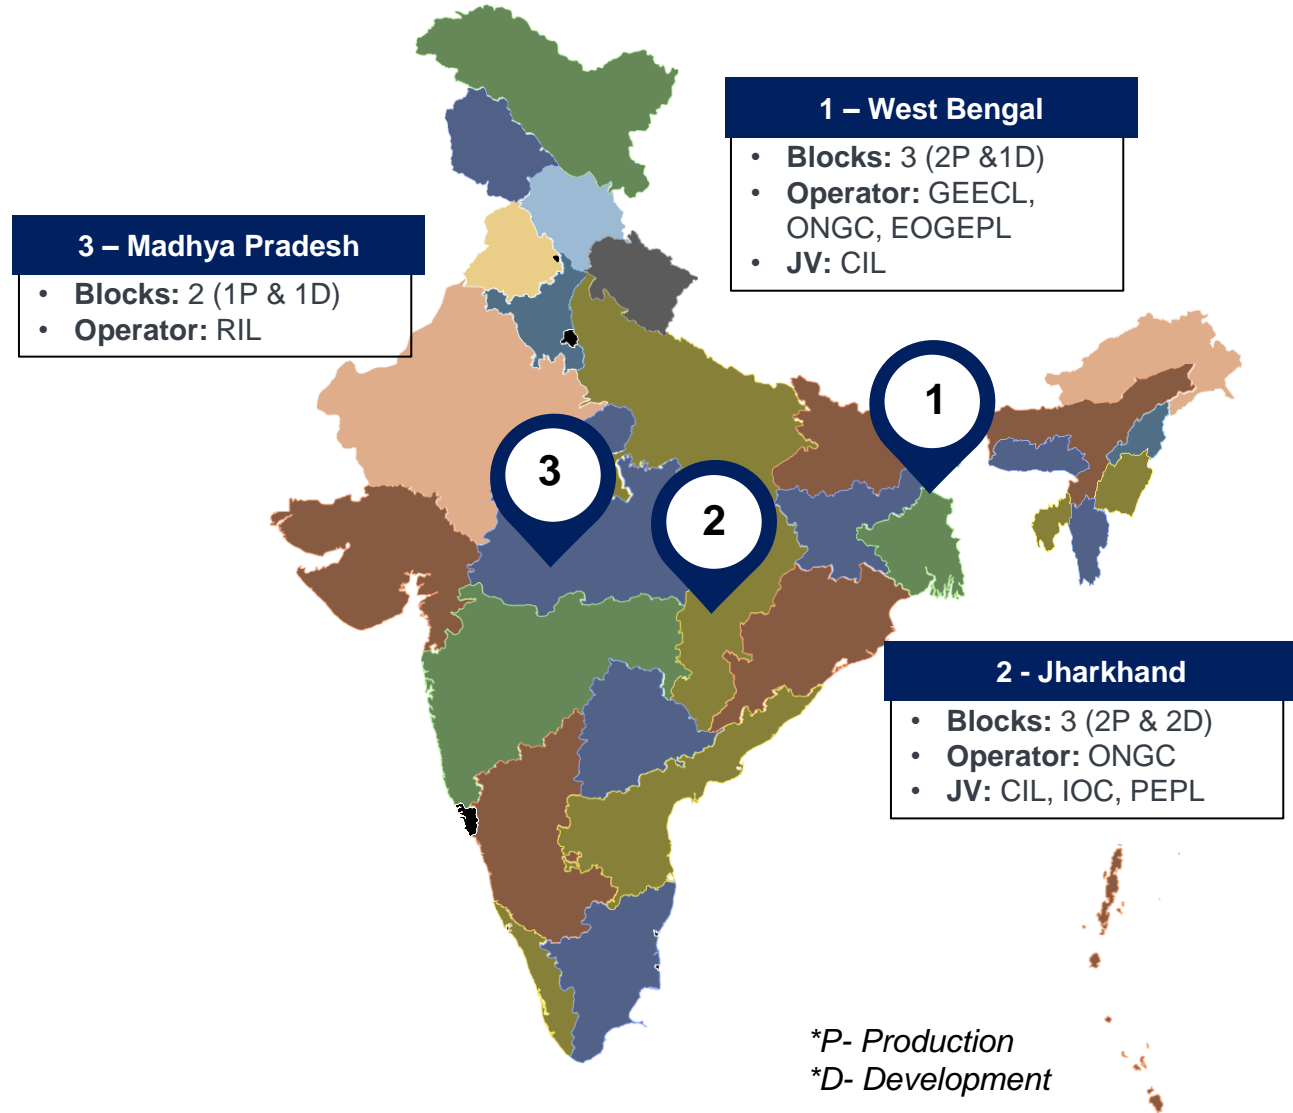 1 – West Bengal
• Blocks: 3 (2P &1D)
• Operator: GEECL,
ONGC, EOGEPL
• JV: CIL
3 – Madhya Pradesh
• Blocks: 2 (1P & 1D)
• Operator: RIL
1
3
2
2 - Jharkhand
• Blocks: 3 (2P & 2D)
• Operator: ONGC
• JV: CIL, IOC, PEPL
*P- Production
*D- Development